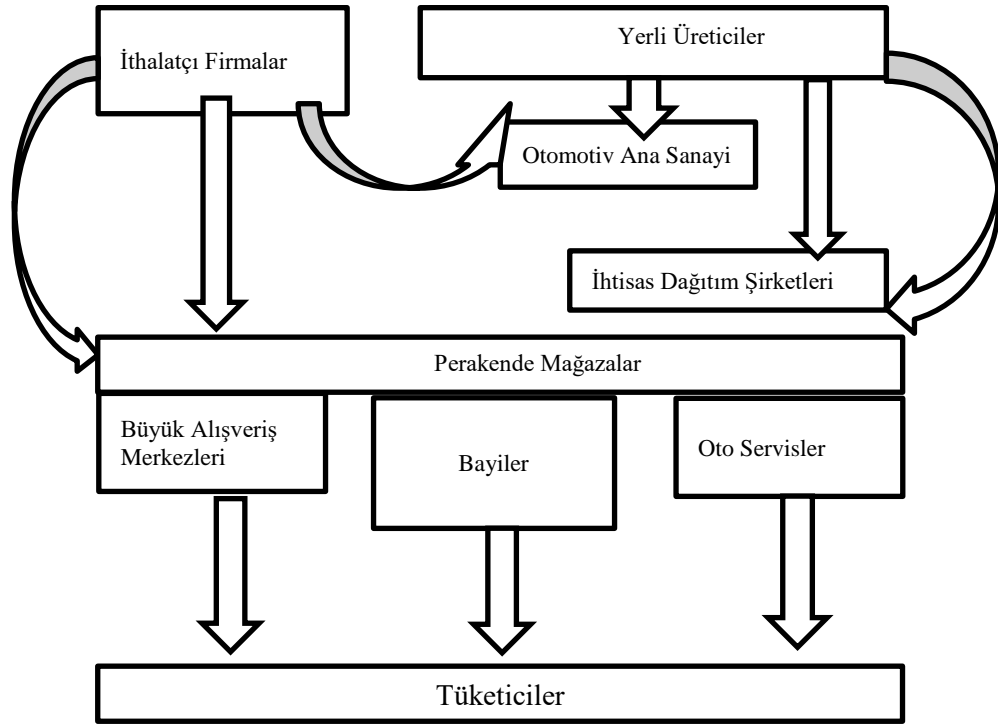 İthalatçı Firmalar
Yerli Üreticiler
Otomotiv Ana Sanayi
İhtisas Dağıtım Şirketleri
Perakende Mağazalar
Büyük Alışveriş
Merkezleri
Bayiler
Oto Servisler
Tüketiciler